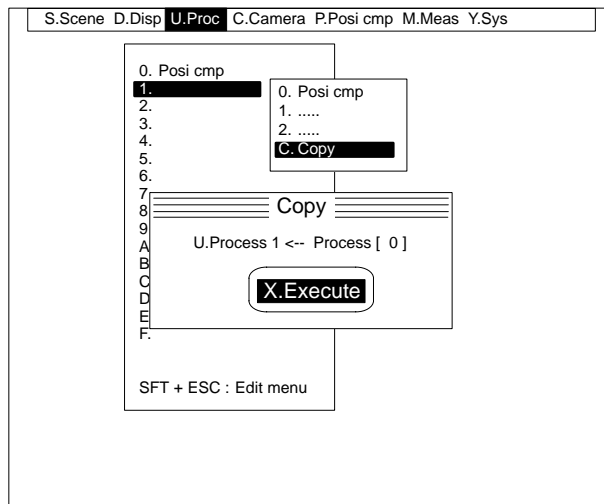 S.Scene D.Disp U.Proc C.Camera P.Posi cmp M.Meas Y.Sys
0. Posi cmp
1.
2.
3.
4.
5.
6.
7
8
9
A
B
C
D
E
F.
SFT + ESC : Edit menu
0. Posi cmp
1. .....
2. .....
C. Copy
Copy
U.Process 1 <-- Process [ 0 ]
X.Execute